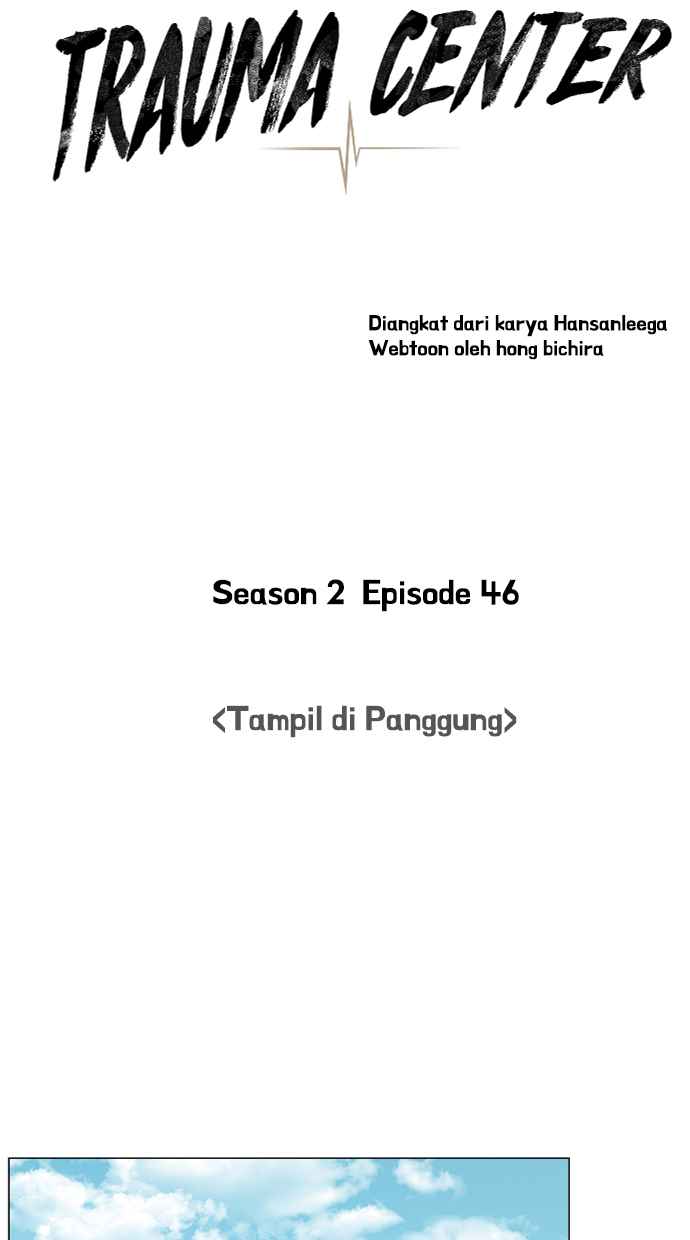 TRAUMA CENTER
Diangkat dari karya Hansanleega
Webtoon oleh hong bichira
Season 2 Episode 46
<Tampil di Panggung>